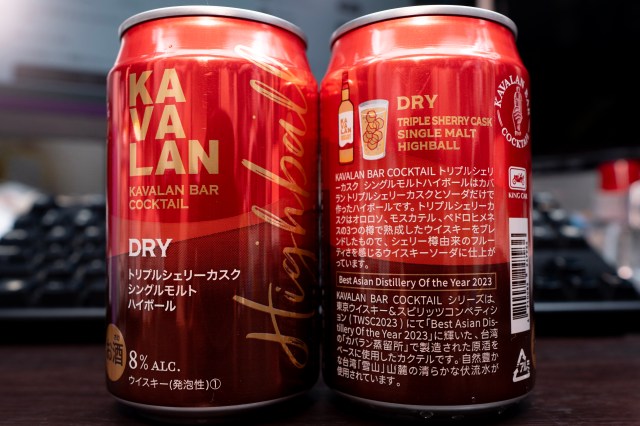 KA
VA
LAN
KAVALAN BAR
COCKTAIL
Highball
DRY
トリプルシェリーカスク
シングルモルト
ハイボール
お酒
8% ALC.
ウイスキー(発泡性)①
KA
VA
LAN
DRY
TRIPLE SHERRY CASK
SINGLE MALT
HIGHBALL
KAVALAN BAR
COCKTAIL
KING CAR
KAVALAN BAR COCKTAIL トリプルシェリ
ーカスク シングルモルトハイボールはカバ
ラントリプルシェリーカスクとソーダだけで
作ったハイボールです。トリプルシェリーカ
スクはオロロソ、モスカテル、ペドロヒメネ
スの3つの樽で熟成したウイスキーをブレ
ンドしたもので、シェリー樽由来のフルー
ティさを感じるウイスキーソーダに仕上が
っています。
Best Asian Distillery Of the Year 2023
KAVALAN BAR COCKTAIL シリーズは
東京ウイスキー&スピリッツコンペティシ
ョン (TWSC2023) にて「Best Asian Dis-
tillery Of the Year 2023」に輝いた、台湾
の「カバラン蒸留所」で製造された原酒を
ベースに使用したカクテルです。自然豊か
な台湾「雪山」山麓の清らかな伏流水が
使用されています。
アルミ